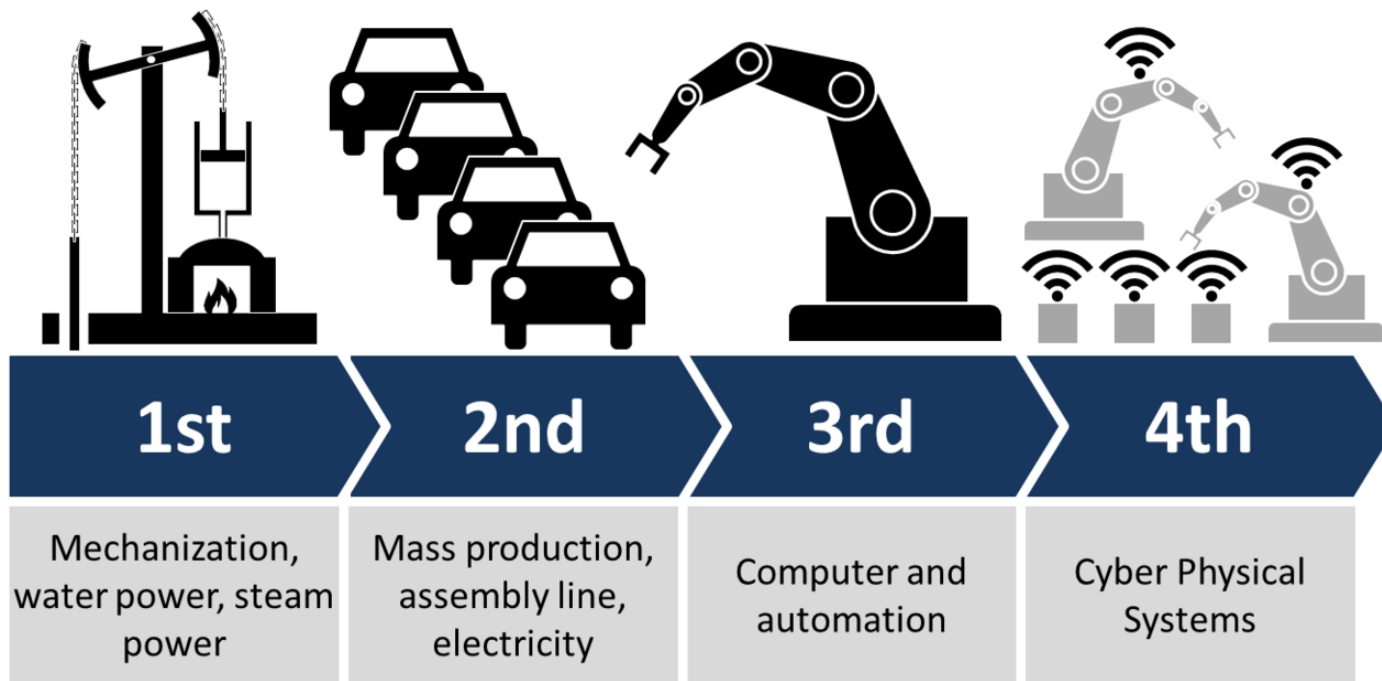 1st
2nd
3rd
4th
Mechanization,
water power, steam
power
Mass production,
assembly line,
electricity
Computer and
automation
Cyber Physical
Systems